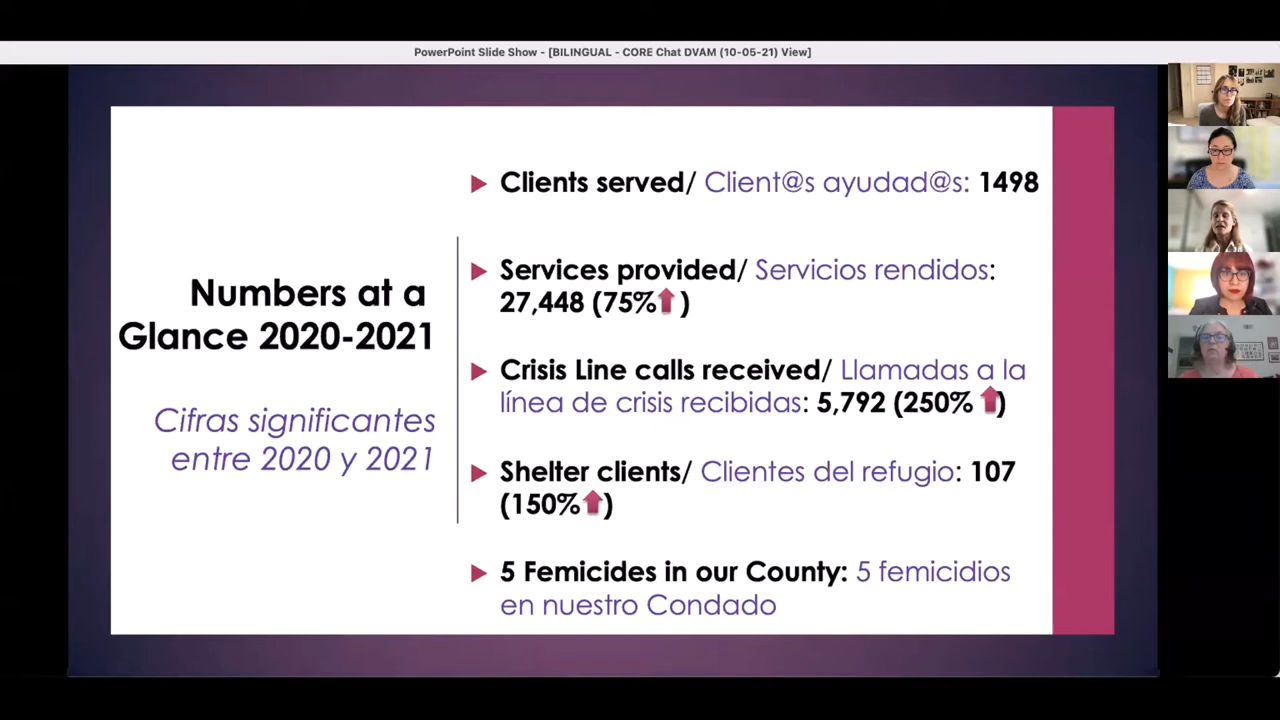 PowerPoint Slide Show - [BILINGUAL - CORE Chat DVAM (10-05-21) View]
Numbers at a
Glance 2020-2021
Cifras significantes
entre 2020 y 2021
Clients served/ Client@s ayudad@s: 1498
Services provided/ Servicios rendidos:
27,448 (75%⬆)
Crisis Line calls received/ Llamadas a la
línea de crisis recibidas: 5,792 (250% ⬆)
Shelter clients/ Clientes del refugio: 107
(150%⬆)
5 Femicides in our County: 5 femicidios
en nuestro Condado